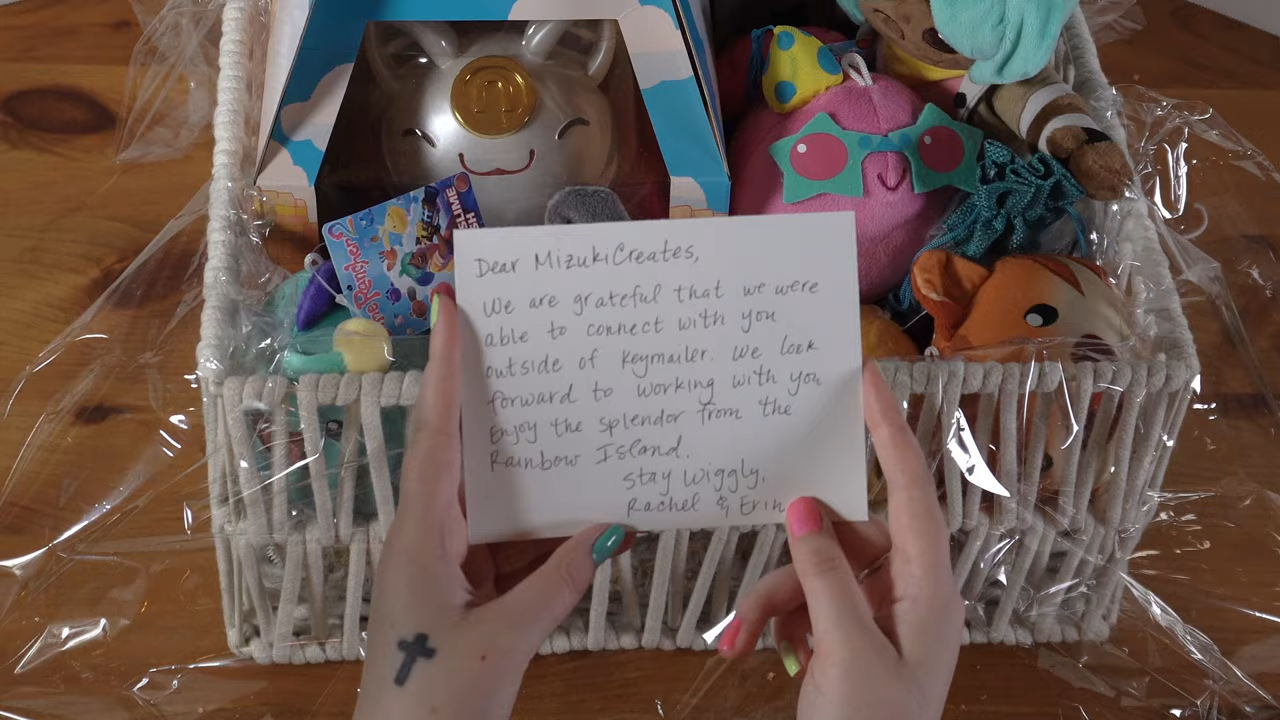 Dear MizukiCreates,
We are grateful that we were
able to connect with you
outside of Keymailer. We look
forward to working with you
Enjoy the splendor from the
Rainbow Island.
Stay Wiggly,
Rachel & Erin